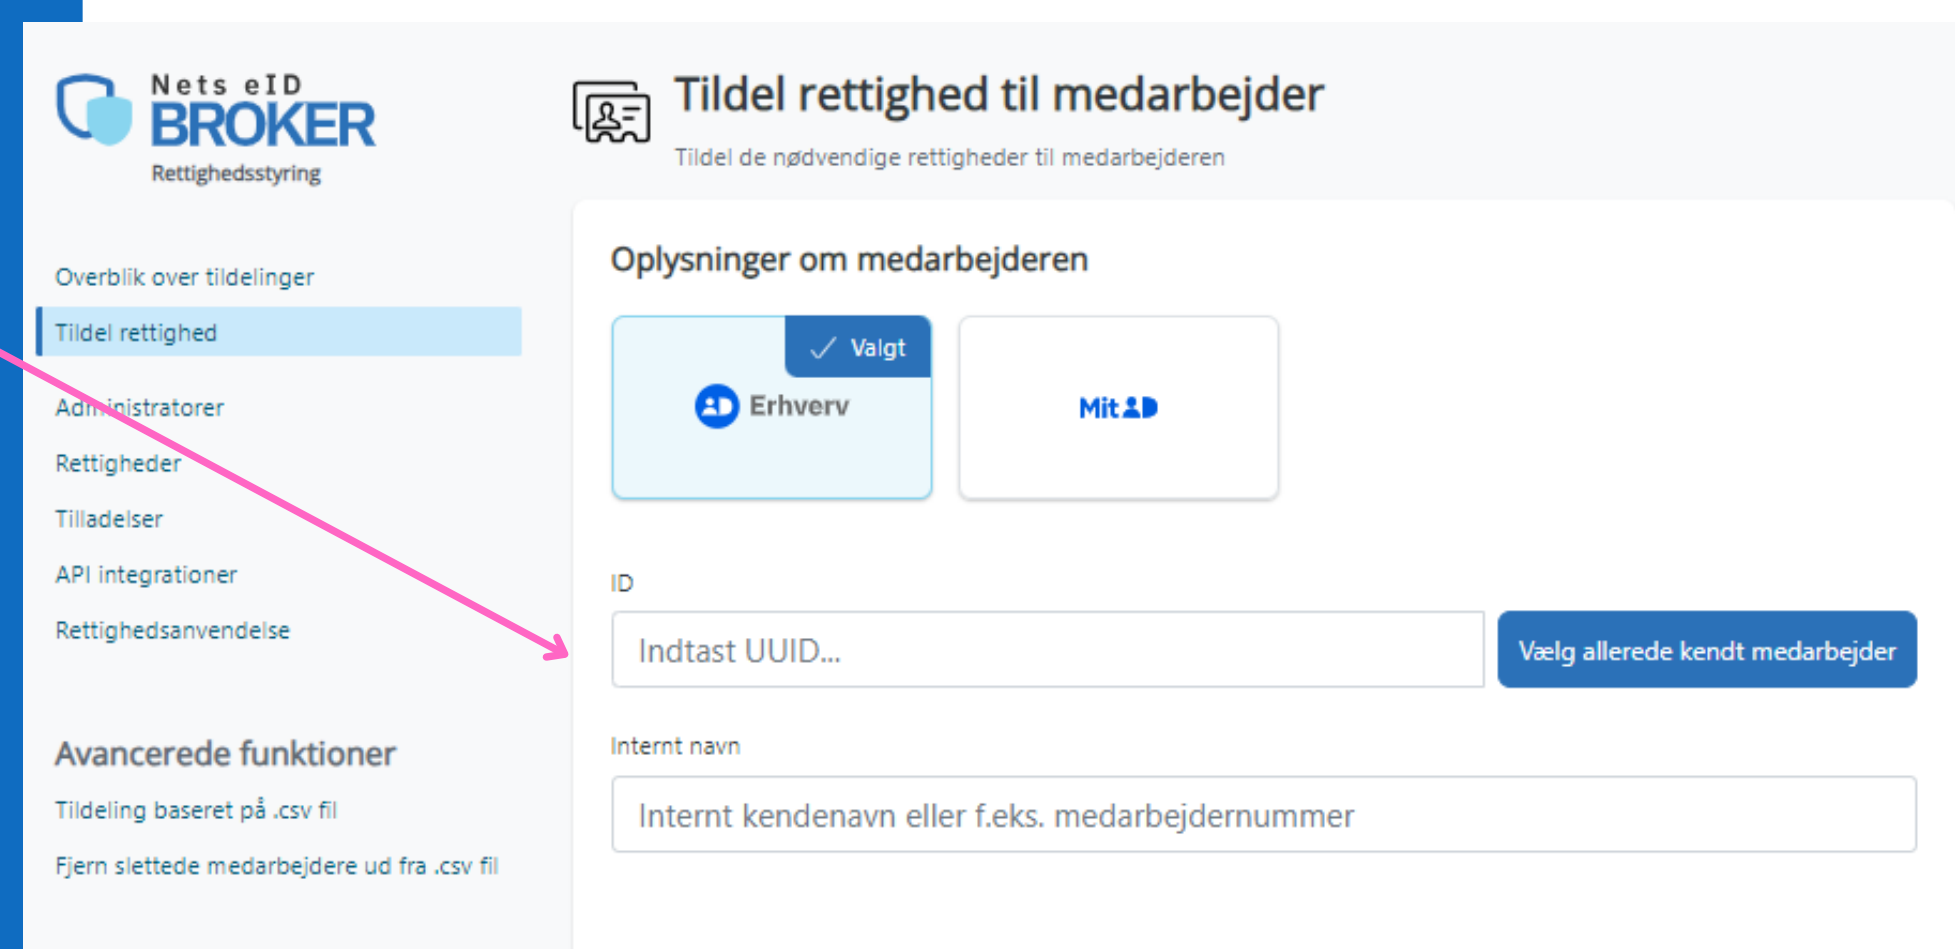 Nets eID
BROKER
Rettighedsstyring
Overblik over tildelinger
Tildel rettighed
Administratorer
Rettigheder
Tilladelser
API integrationer
Rettighedsanvendelse
Avancerede funktioner
Tildeling baseret på .csv fil
Fjern slettede medarbejdere ud fra .csv fil
Tildel rettighed til medarbejder
Tildel de nødvendige rettigheder til medarbejderen
Oplysninger om medarbejderen
Valgt
Erhverv
MitID
ID
Indtast UUID...
Vælg allerede kendt medarbejder
Internt navn
Internt kendenavn eller f.eks. medarbejdernummer